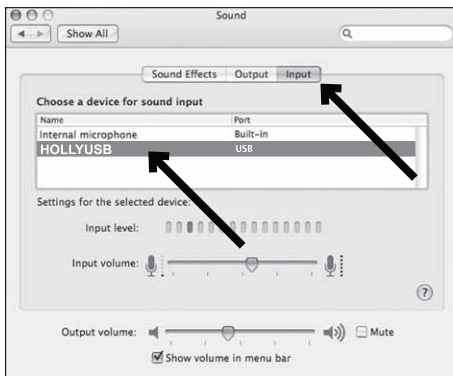 Sound
Show All
Sound Effects Output Input
Choose a device for sound input
Name Port
Internal microphone Built-in
HOLLYUSB USB
Settings for the selected device:
Input level:
Input volume:
?
Output volume: Mute
Show volume in menu bar